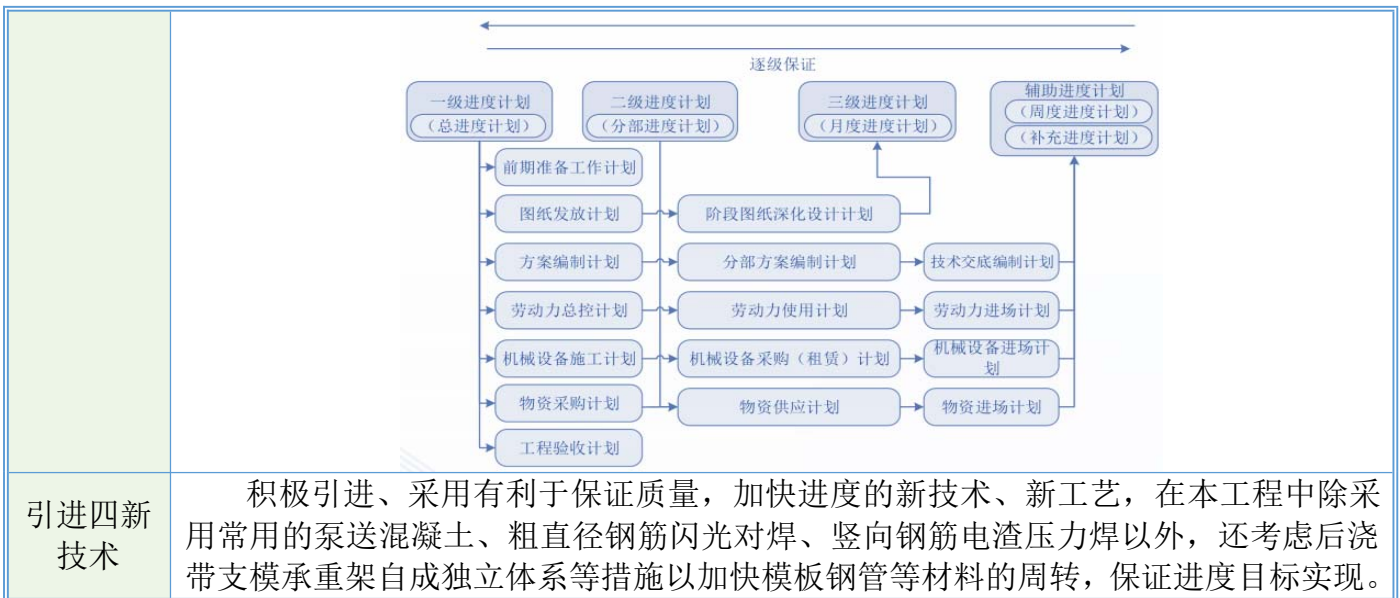 逐级保证
一级进度计划
（总进度计划）
二级进度计划
（分部进度计划）
三级进度计划
（月度进度计划）
辅助进度计划
（周度进度计划）
（补充进度计划）
前期准备工作计划
图纸发放计划
阶段图纸深化设计计划
方案编制计划
分部方案编制计划
技术交底编制计划
劳动力总控计划
劳动力使用计划
劳动力进场计划
机械设备施工计划
机械设备采购（租赁）计划
机械设备进场计
划
物资采购计划
物资供应计划
物资进场计划
工程验收计划
引进四新
技术
积极引进、采用有利于保证质量，加快进度的新技术、新工艺，在本工程中除采
用常用的泵送混凝土、粗直径钢筋闪光对焊、竖向钢筋电渣压力焊以外，还考虑后浇
带支模承重架自成独立体系等措施以加快模板钢管等材料的周转，保证进度目标实现。